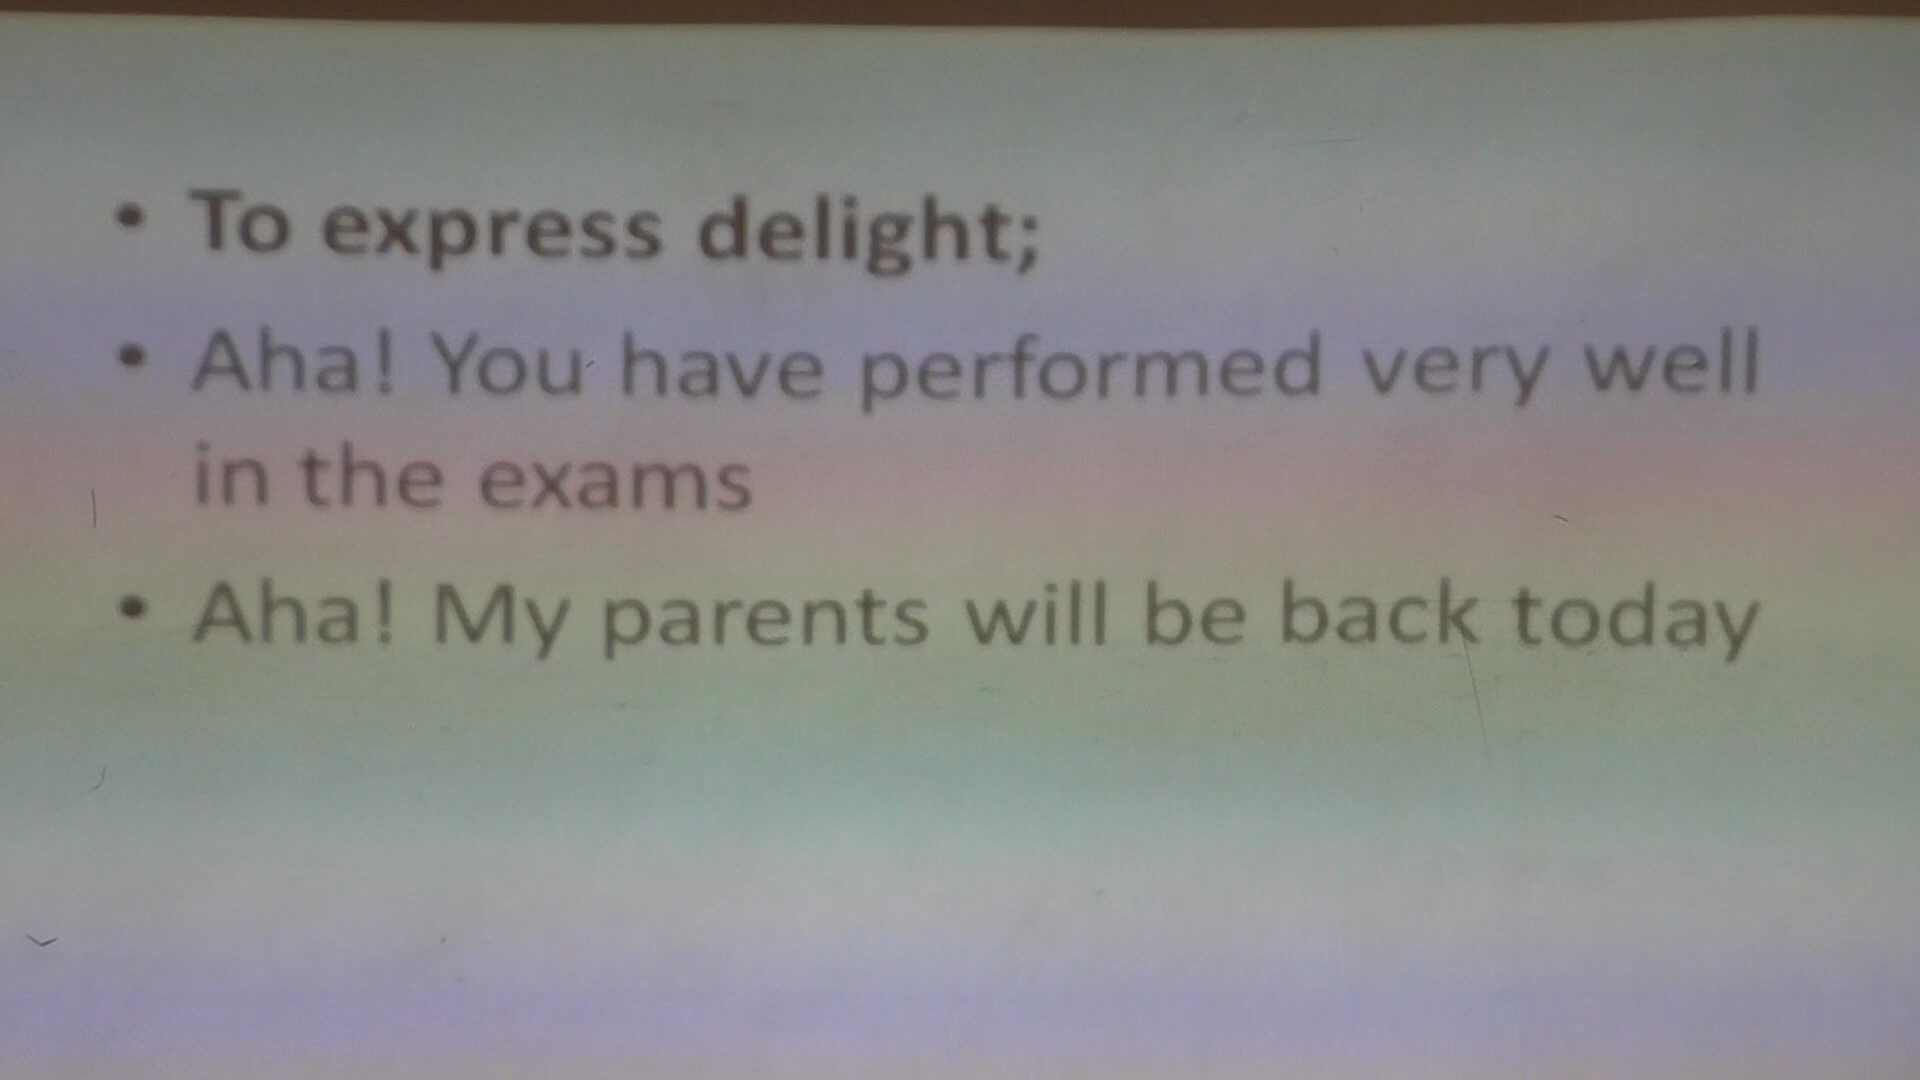 • To express delight;
• Aha! You have performed very well
in the exams
• Aha! My parents will be back today